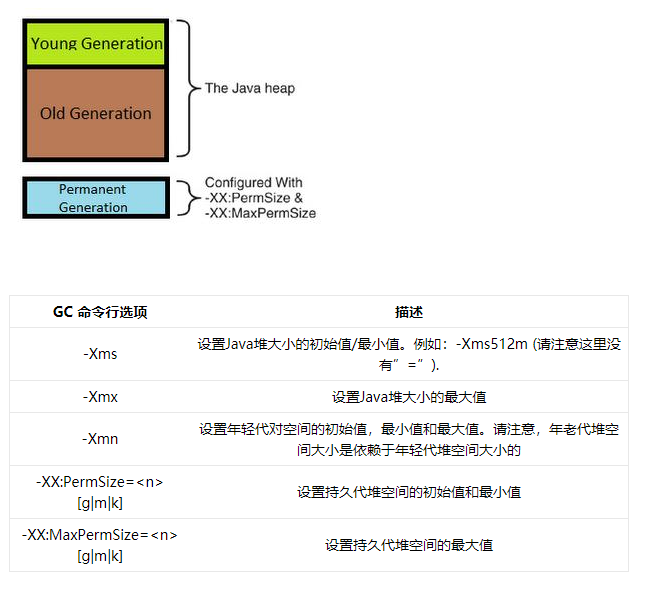 Young Generation
The Java heap
Old Generation
Permanent
Generation
Configured With
-XX:PermSize &
-XX:MaxPermSize
GC 命令行选项
描述
-Xms
设置Java堆大小的初始值/最小值。例如：-Xms512m (请注意这里没
有”=”).
-Xmx
设置Java堆大小的最大值
-Xmn
设置年轻代对空间的初始值，最小值和最大值。请注意，年老代堆空
间大小是依赖于年轻代堆空间大小的
-XX:PermSize=<n>
[g|m|k]
设置持久代堆空间的初始值和最小值
-XX:MaxPermSize=<n>
[g|m|k]
设置持久代堆空间的最大值